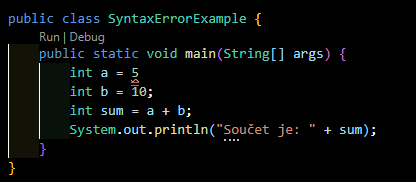 public class SyntaxErrorExample {
Run | Debug
public static void main(String[] args) {
int a = 5
int b = 10;
int sum = a + b;
System.out.println("Součet je: " + sum);
}
}